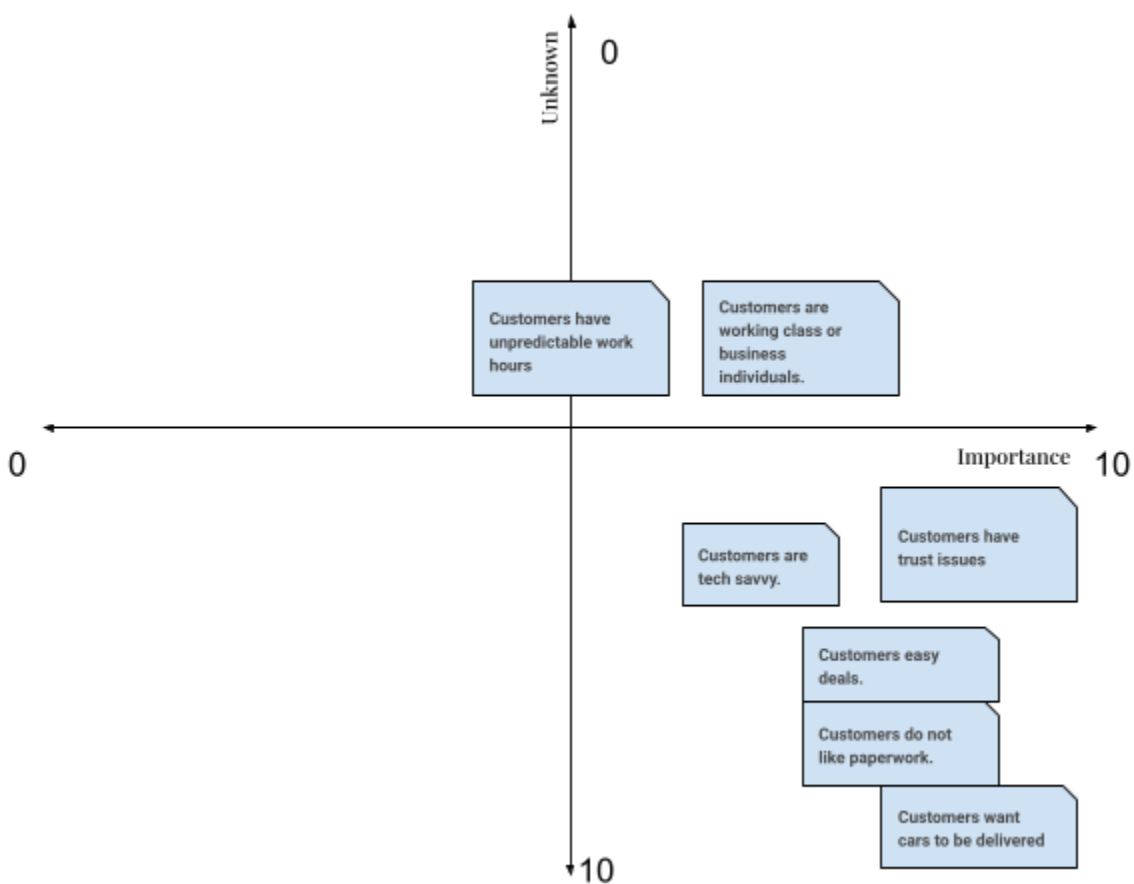 Unknown
0
Customers have
unpredictable work
hours
Customers are
working class or
business
individuals.
0
Importance
10
Customers have
trust issues
Customers are
tech savvy.
Customers easy
deals.
Customers do not
like paperwork.
Customers want
cars to be delivered
10